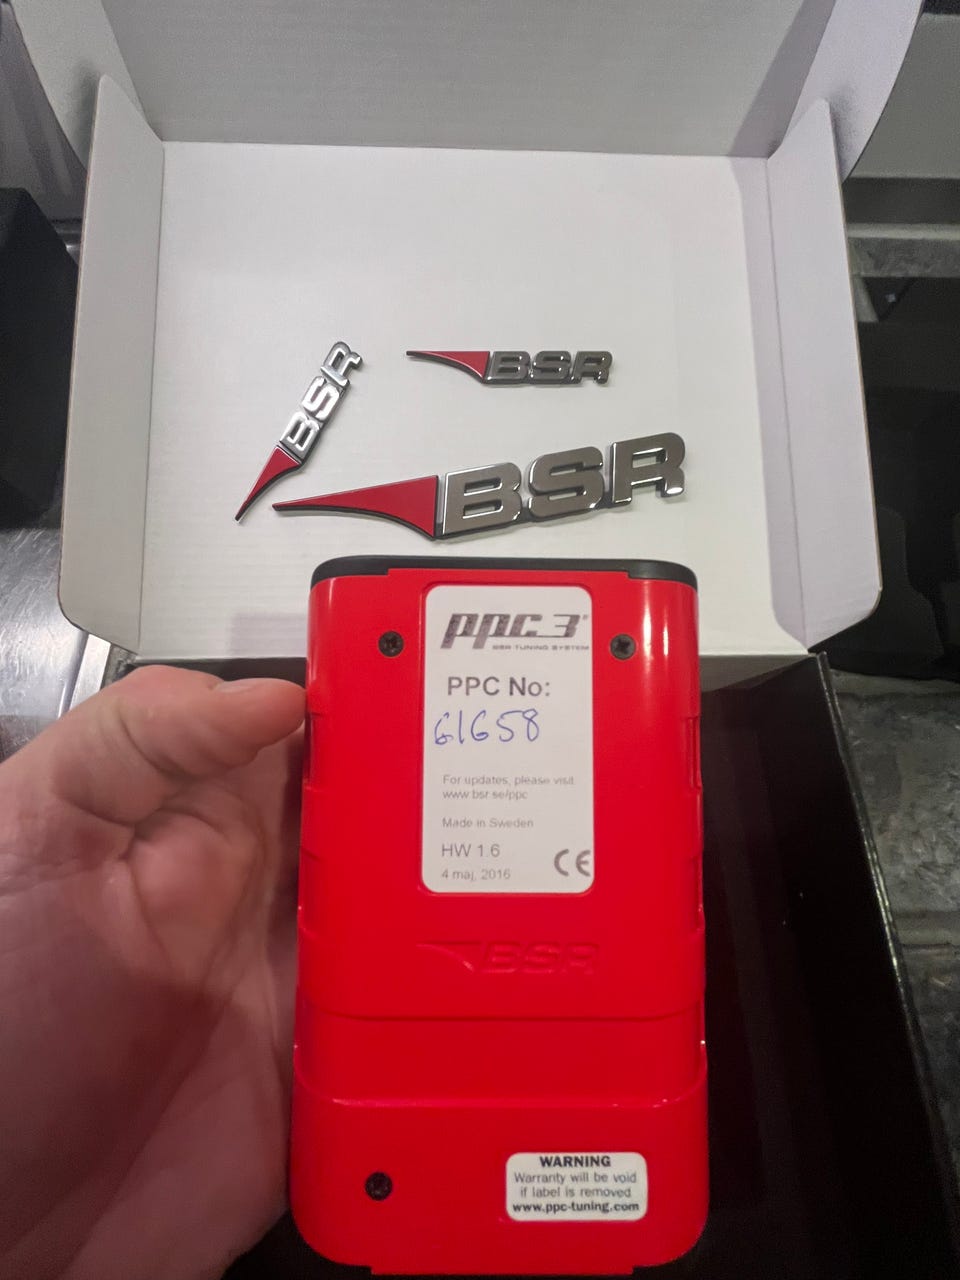 BSR
BSR
BSR
ppc 3®
BSR TUNING SYSTEM
PPC No:
61658
For updates, please visit
www.bsr.se/ppc
Made in Sweden
HW 1.6
4 maj, 2016
CE
BSR
WARNING
Warranty will be void
if label is removed
www.ppc-tuning.com